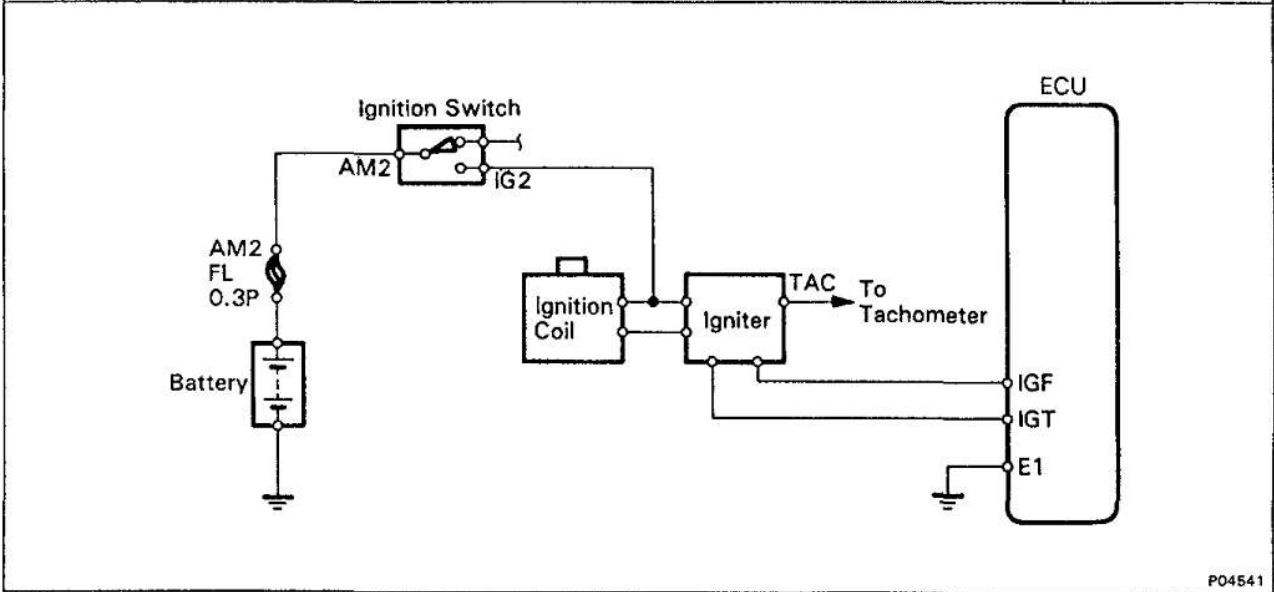 ECU
Ignition Switch
AM2
IG2
AM2
FL
0.3P
Ignition
Coil
Igniter
TAC
To
Tachometer
Battery
IGF
IGT
E1
P04541